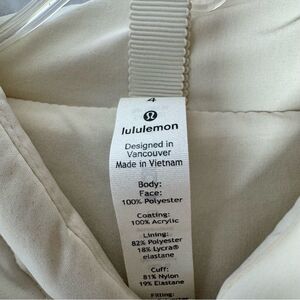 4
lululemon
Designed in
Vancouver
Made in Vietnam
Body:
Face:
100% Polyester
Coating:
100% Acrylic
Lining:
82% Polyester
18% Lycra®
elastane
Cuff:
81% Nylon
19% Elastane
Filling: